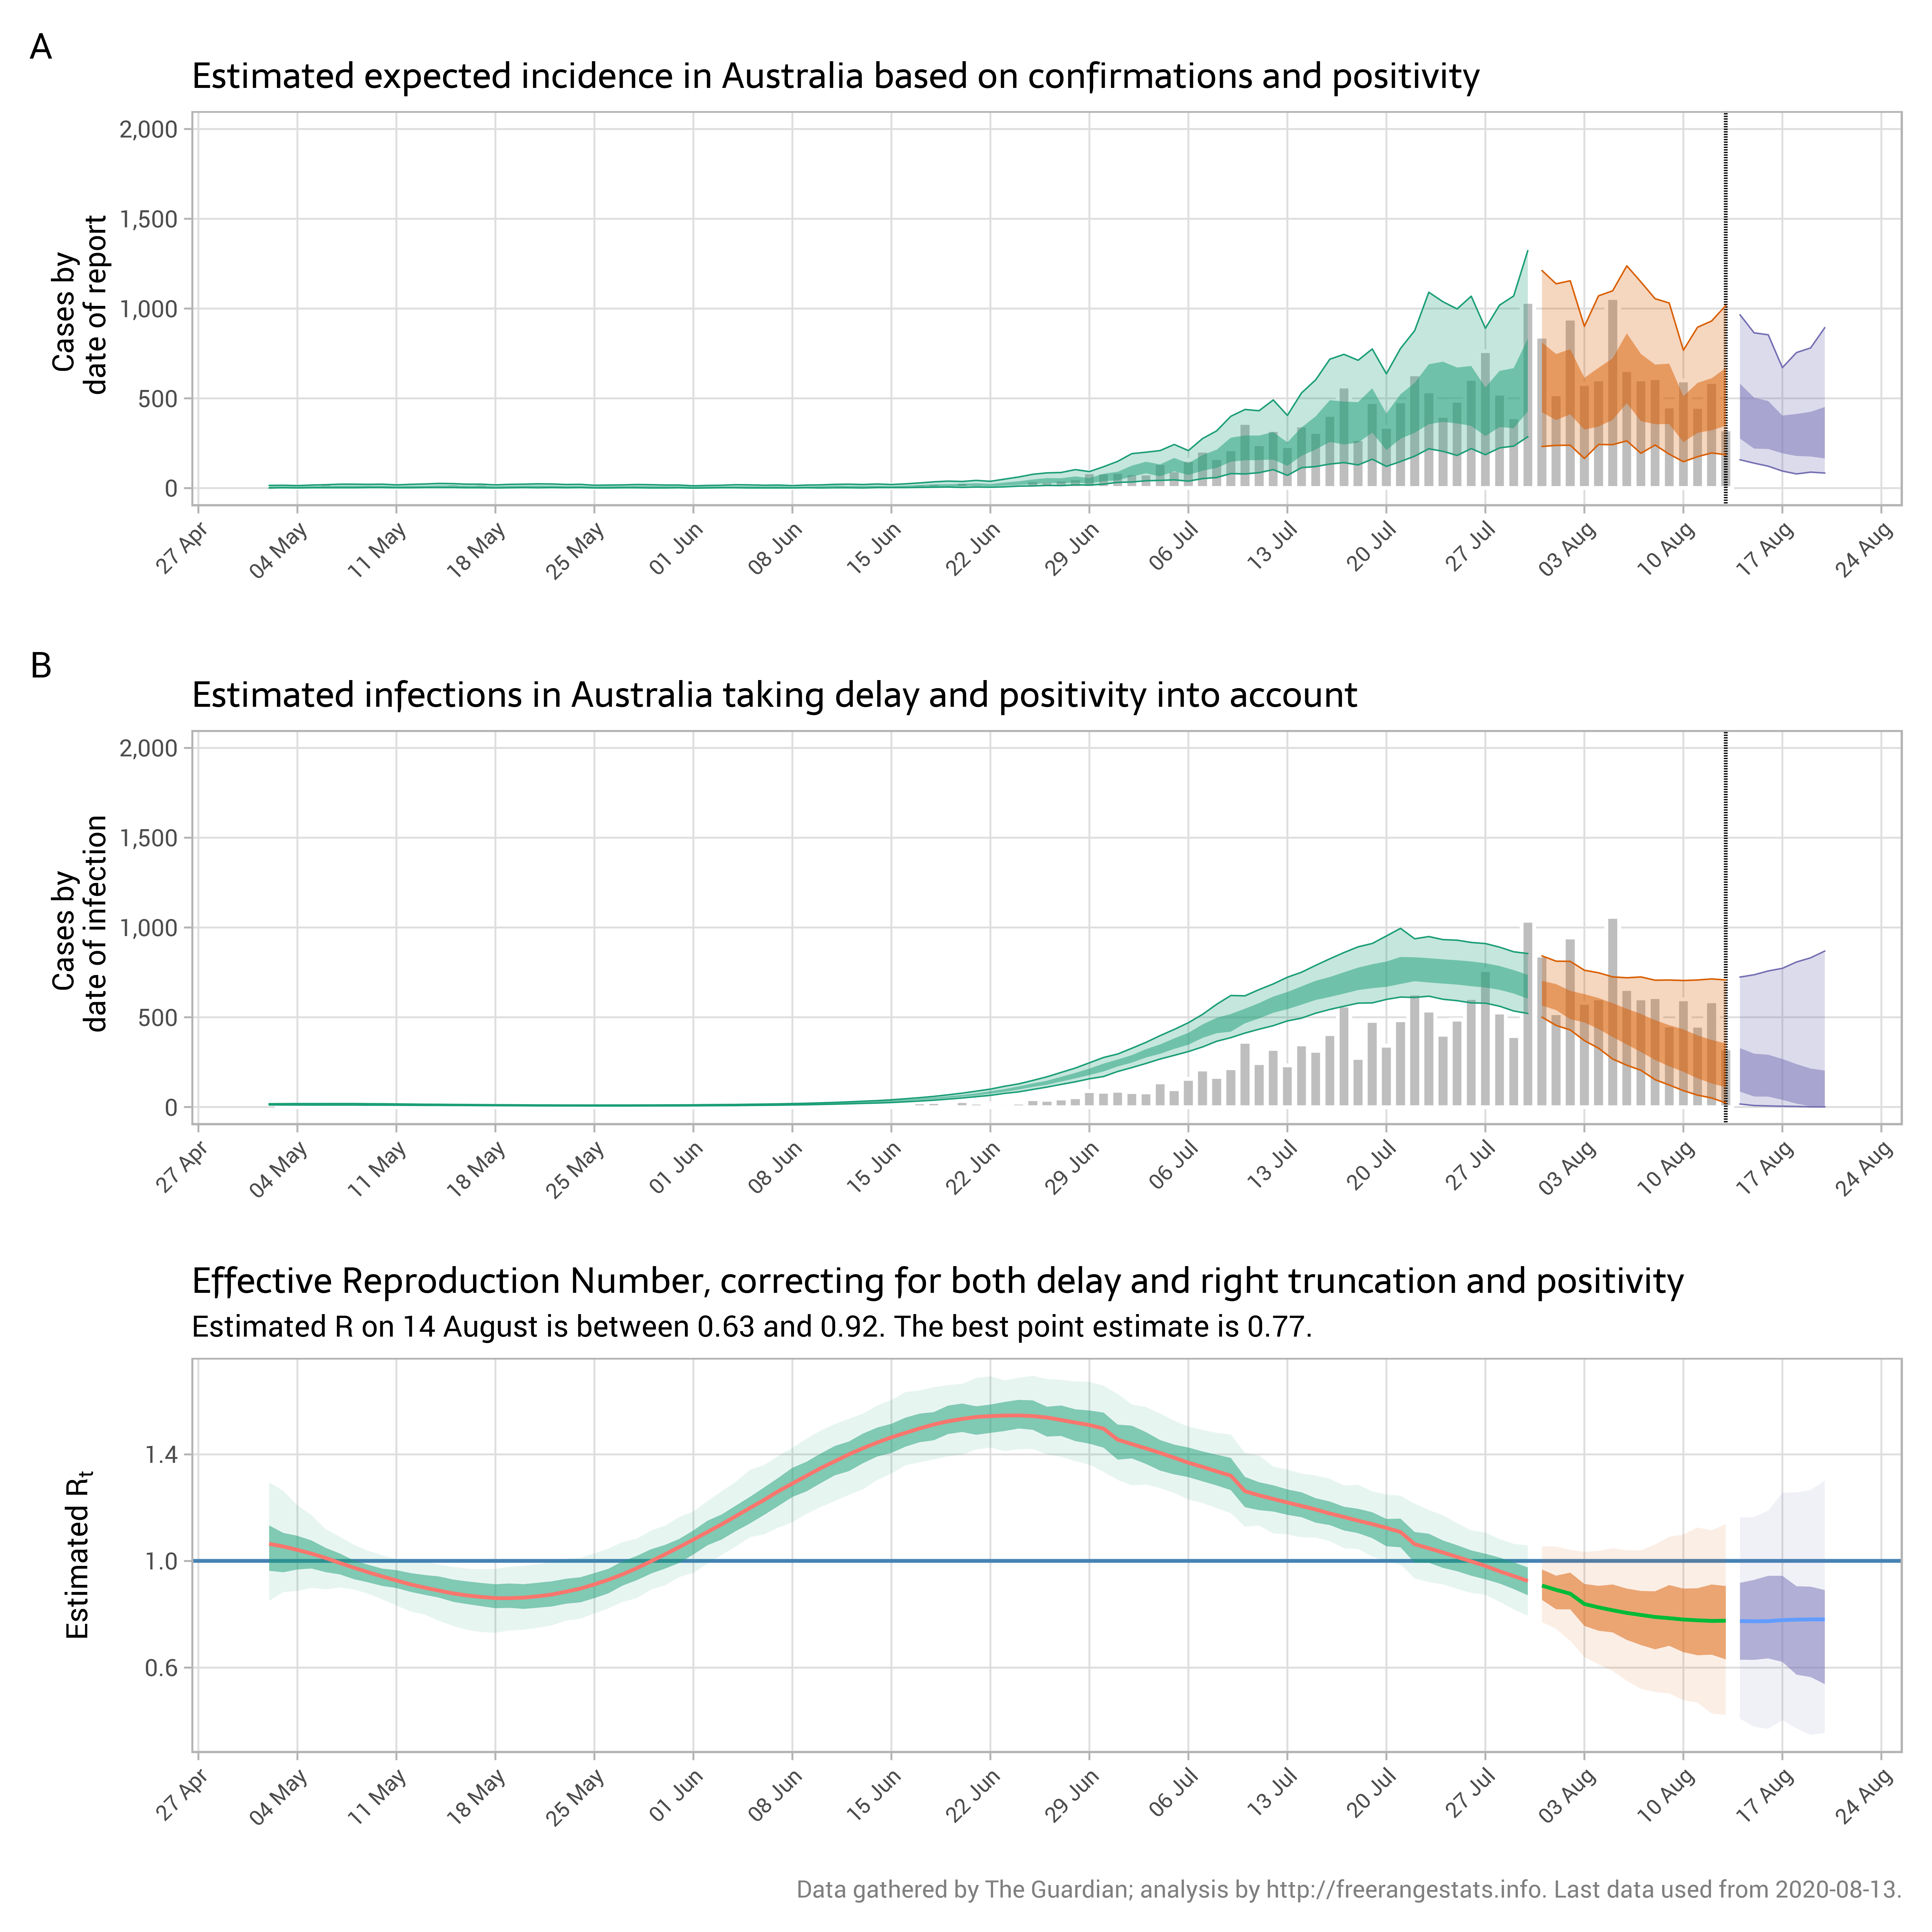 A
Estimated expected incidence in Australia based on confirmations and positivity
Cases by
date of report
2,000
1,500
1,000
500
0
27 Apr
04 May
11 May
18 May
25 May
01 Jun
08 Jun
15 Jun
22 Jun
29 Jun
06 Jul
13 Jul
20 Jul
27 Jul
03 Aug
10 Aug
17 Aug
24 Aug
B
Estimated infections in Australia taking delay and positivity into account
Cases by
date of infection
2,000
1,500
1,000
500
0
27 Apr
04 May
11 May
18 May
25 May
01 Jun
08 Jun
15 Jun
22 Jun
29 Jun
06 Jul
13 Jul
20 Jul
27 Jul
03 Aug
10 Aug
17 Aug
24 Aug
Effective Reproduction Number, correcting for both delay and right truncation and positivity
Estimated R on 14 August is between 0.63 and 0.92. The best point estimate is 0.77.
Estimated Rt
1.4
1.0
0.6
27 Apr
04 May
11 May
18 May
25 May
01 Jun
08 Jun
15 Jun
22 Jun
29 Jun
06 Jul
13 Jul
20 Jul
27 Jul
03 Aug
10 Aug
17 Aug
24 Aug
Data gathered by The Guardian; analysis by http://freerangestats.info. Last data used from 2020-08-13.